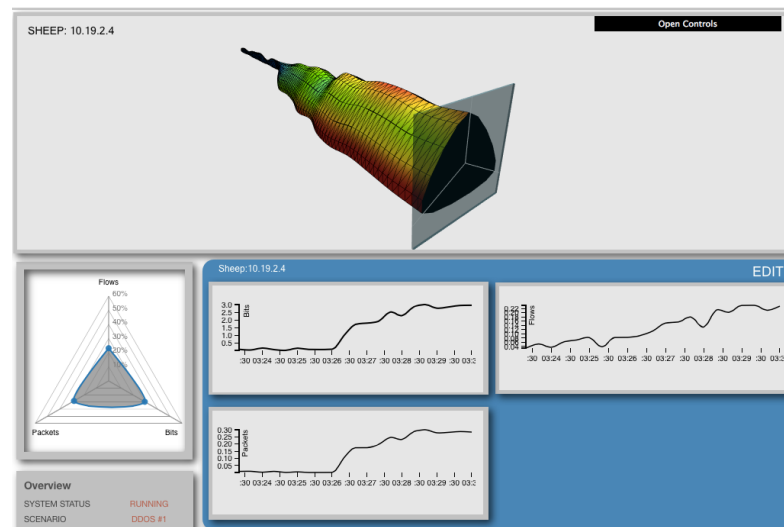 SHEEP: 10.19.2.4
Open Controls
Flows
60%
50%
40%
30%
20%
10%
Packets
Bits
Overview
SYSTEM STATUS RUNNING
SCENARIO DDOS #1
Sheep:10.19.2.4
EDIT
Bits
3.0
2.5
2.0
1.5
1.0
0.5
:30 03:24 :30 03:25 :30 03:26 :30 03:27 :30 03:28 :30 03:29 :30 03:
Flows
0.22
0.04
:30 03:24 :30 03:25 :30 03:26 :30 03:27 :30 03:28 :30 03:29 :30 03:
Packets
0.30
0.25
0.20
0.15
0.10
0.05
:30 03:24 :30 03:25 :30 03:26 :30 03:27 :30 03:28 :30 03:29 :30 03: